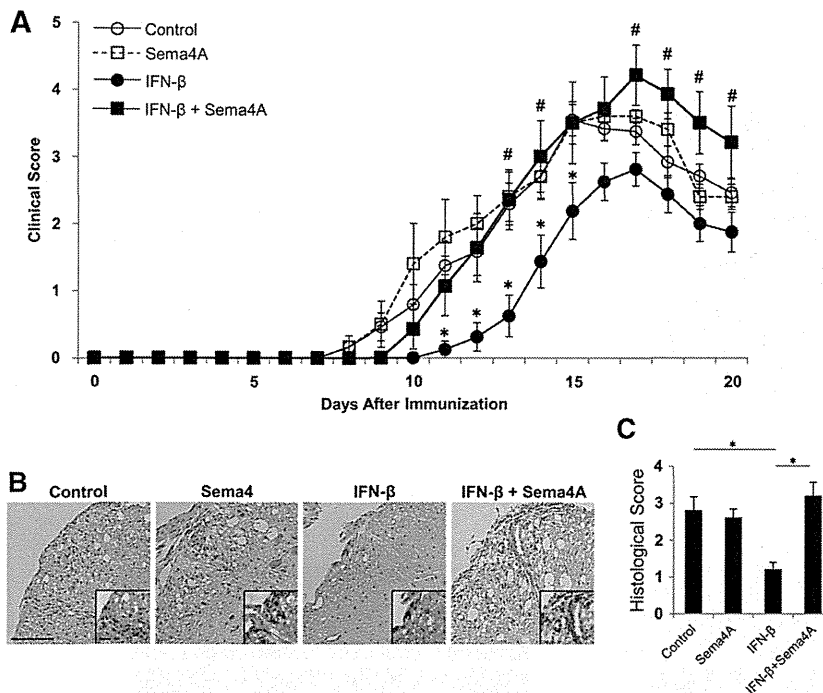 A
Clinical Score
5
4
3
2
1
0
Control
Sema4A
IFN-β
IFN-β + Sema4A
# # # # # #
* * * * *
0 5 10 15 20
Days After Immunization
B
Control Sema4 IFN-β IFN-β + Sema4A
C
Histological Score
4
3
2
1
0
* *
Control Sema4A IFN-β IFN-β+Sema4A